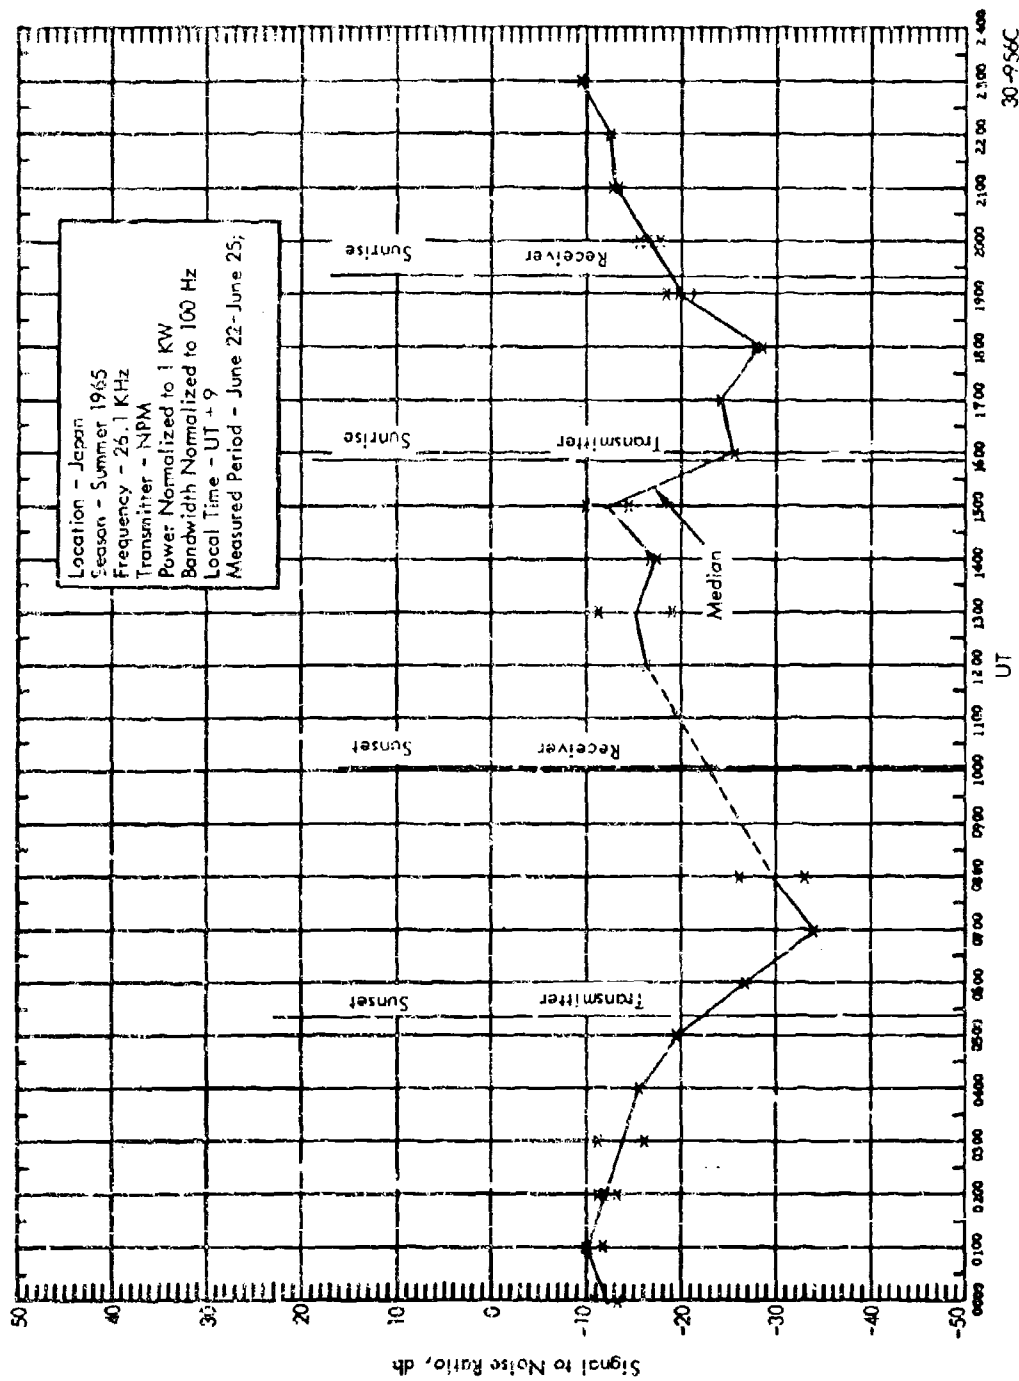 Location - Japan
Season - Summer 1965
Frequency - 26.1 KHz
Transmitter - NPM
Power Normalized to 1 KW
Bandwidth Normalized to 100 Hz
Local Time - UT + 9
Measured Period - June 22-June 25;
Signal to Noise Ratio, db
50
40
30
20
10
0
-10
-20
-30
-40
-50
Sunset
Transmitter
Sunset
Receiver
Sunrise
Transmitter
Sunrise
Receiver
Median
0000 0100 0200 0300 0400 0500 0600 0700 0800 0900 1000 1100 1200 1300 1400 1500 1600 1700 1800 1900 2000 2100 2200 2300 2400
UT
30-956C